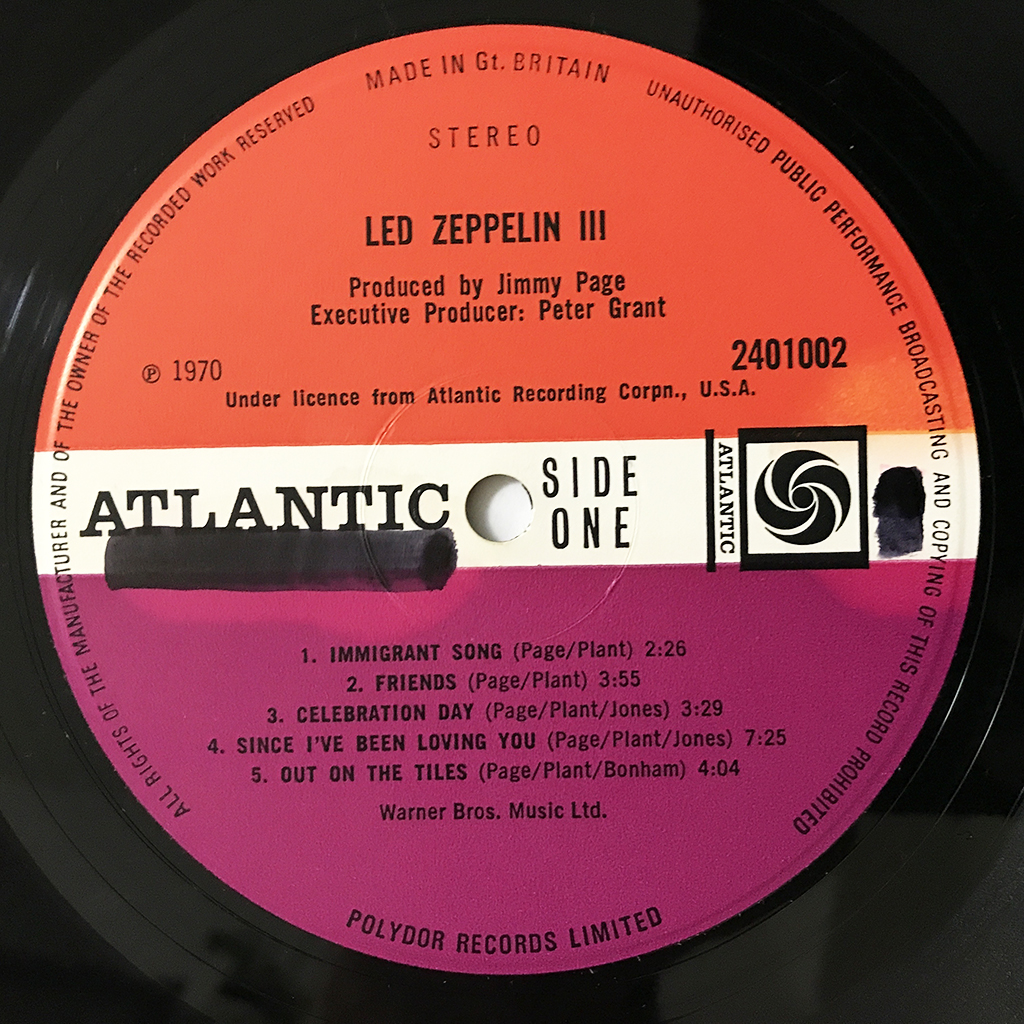 MADE IN Gt. BRITAIN
UNAUTHORISED PUBLIC PERFORMANCE BROADCASTING AND COPYING OF THIS RECORD PROHIBITED
ALL RIGHTS OF THE MANUFACTURER AND OF THE OWNER OF THE RECORDED WORK RESERVED
STEREO
LED ZEPPELIN III
Produced by Jimmy Page
Executive Producer: Peter Grant
2401002
℗ 1970
Under licence from Atlantic Recording Corpn., U.S.A.
ATLANTIC
SIDE
ONE
ATLANTIC
1. IMMIGRANT SONG (Page/Plant) 2:26
2. FRIENDS (Page/Plant) 3:55
3. CELEBRATION DAY (Page/Plant/Jones) 3:29
4. SINCE I'VE BEEN LOVING YOU (Page/Plant/Jones) 7:25
5. OUT ON THE TILES (Page/Plant/Bonham) 4:04
Warner Bros. Music Ltd.
POLYDOR RECORDS LIMITED